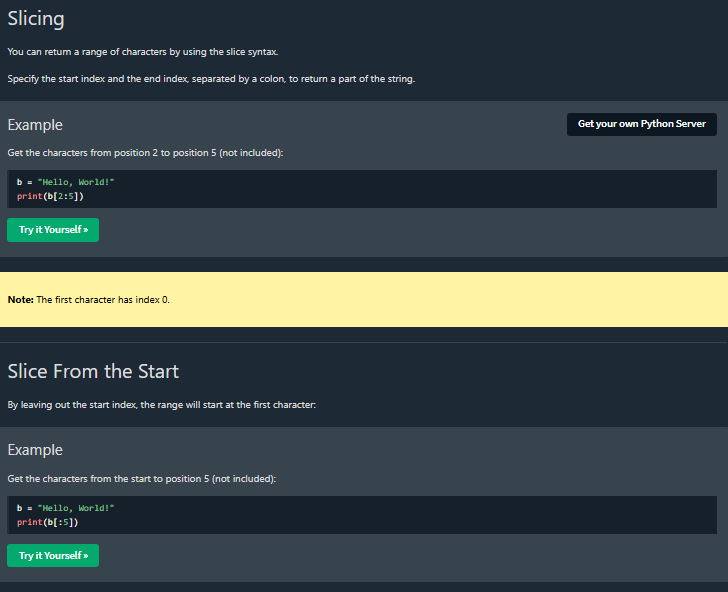 Slicing
You can return a range of characters by using the slice syntax.
Specify the start index and the end index, separated by a colon, to return a part of the string.
Example
Get your own Python Server
Get the characters from position 2 to position 5 (not included):
b = "Hello, World!"
print(b[2:5])
Try it Yourself »
Note: The first character has index 0.
Slice From the Start
By leaving out the start index, the range will start at the first character:
Example
Get the characters from the start to position 5 (not included):
b = "Hello, World!"
print(b[:5])
Try it Yourself »